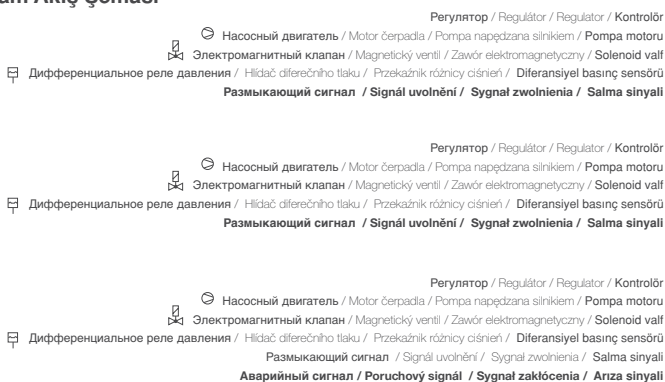 am Akış Şeması
Регулятор / Regulátor / Regulator / Kontrolör
Насосный двигатель / Motor čerpadla / Pompa napędzana silnikiem / Pompa motoru
Электромагнитный клапан / Magnetický ventil / Zawór elektromagnetyczny / Solenoid valf
Дифференциальное реле давления / Hlídač diferečního tlaku / Przekaźnik różnicy ciśnień / Diferansiyel basınç sensörü
Размыкающий сигнал / Signál uvolnění / Sygnał zwolnienia / Salma sinyali
Регулятор / Regulátor / Regulator / Kontrolör
Насосный двигатель / Motor čerpadla / Pompa napędzana silnikiem / Pompa motoru
Электромагнитный клапан / Magnetický ventil / Zawór elektromagnetyczny / Solenoid valf
Дифференциальное реле давления / Hlídač diferečního tlaku / Przekaźnik różnicy ciśnień / Diferansiyel basınç sensörü
Размыкающий сигнал / Signál uvolnění / Sygnał zwolnienia / Salma sinyali
Регулятор / Regulátor / Regulator / Kontrolör
Насосный двигатель / Motor čerpadla / Pompa napędzana silnikiem / Pompa motoru
Электромагнитный клапан / Magnetický ventil / Zawór elektromagnetyczny / Solenoid valf
Дифференциальное реле давления / Hlídač diferečního tlaku / Przekaźnik różnicy ciśnień / Diferansiyel basınç sensörü
Размыкающий сигнал / Signál uvolnění / Sygnał zwolnienia / Salma sinyali
Аварийный сигнал / Poruchový signál / Sygnał zakłócenia / Arıza sinyali